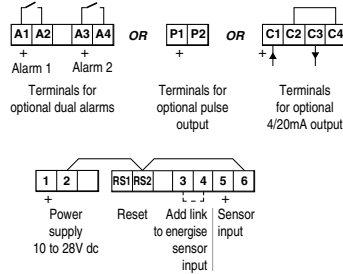 A1 A2 A3 A4 OR P1 P2 OR C1 C2 C3 C4
+ + + +
Alarm 1 Alarm 2
Terminals for
optional dual alarms
Terminals for
optional pulse
output
Terminals
for optional
4/20mA output
1 2 RS1 RS2 3 4 5 6
+ +
Power
supply
10 to 28V dc
Reset
Add link
to energise
sensor
input
Sensor
input